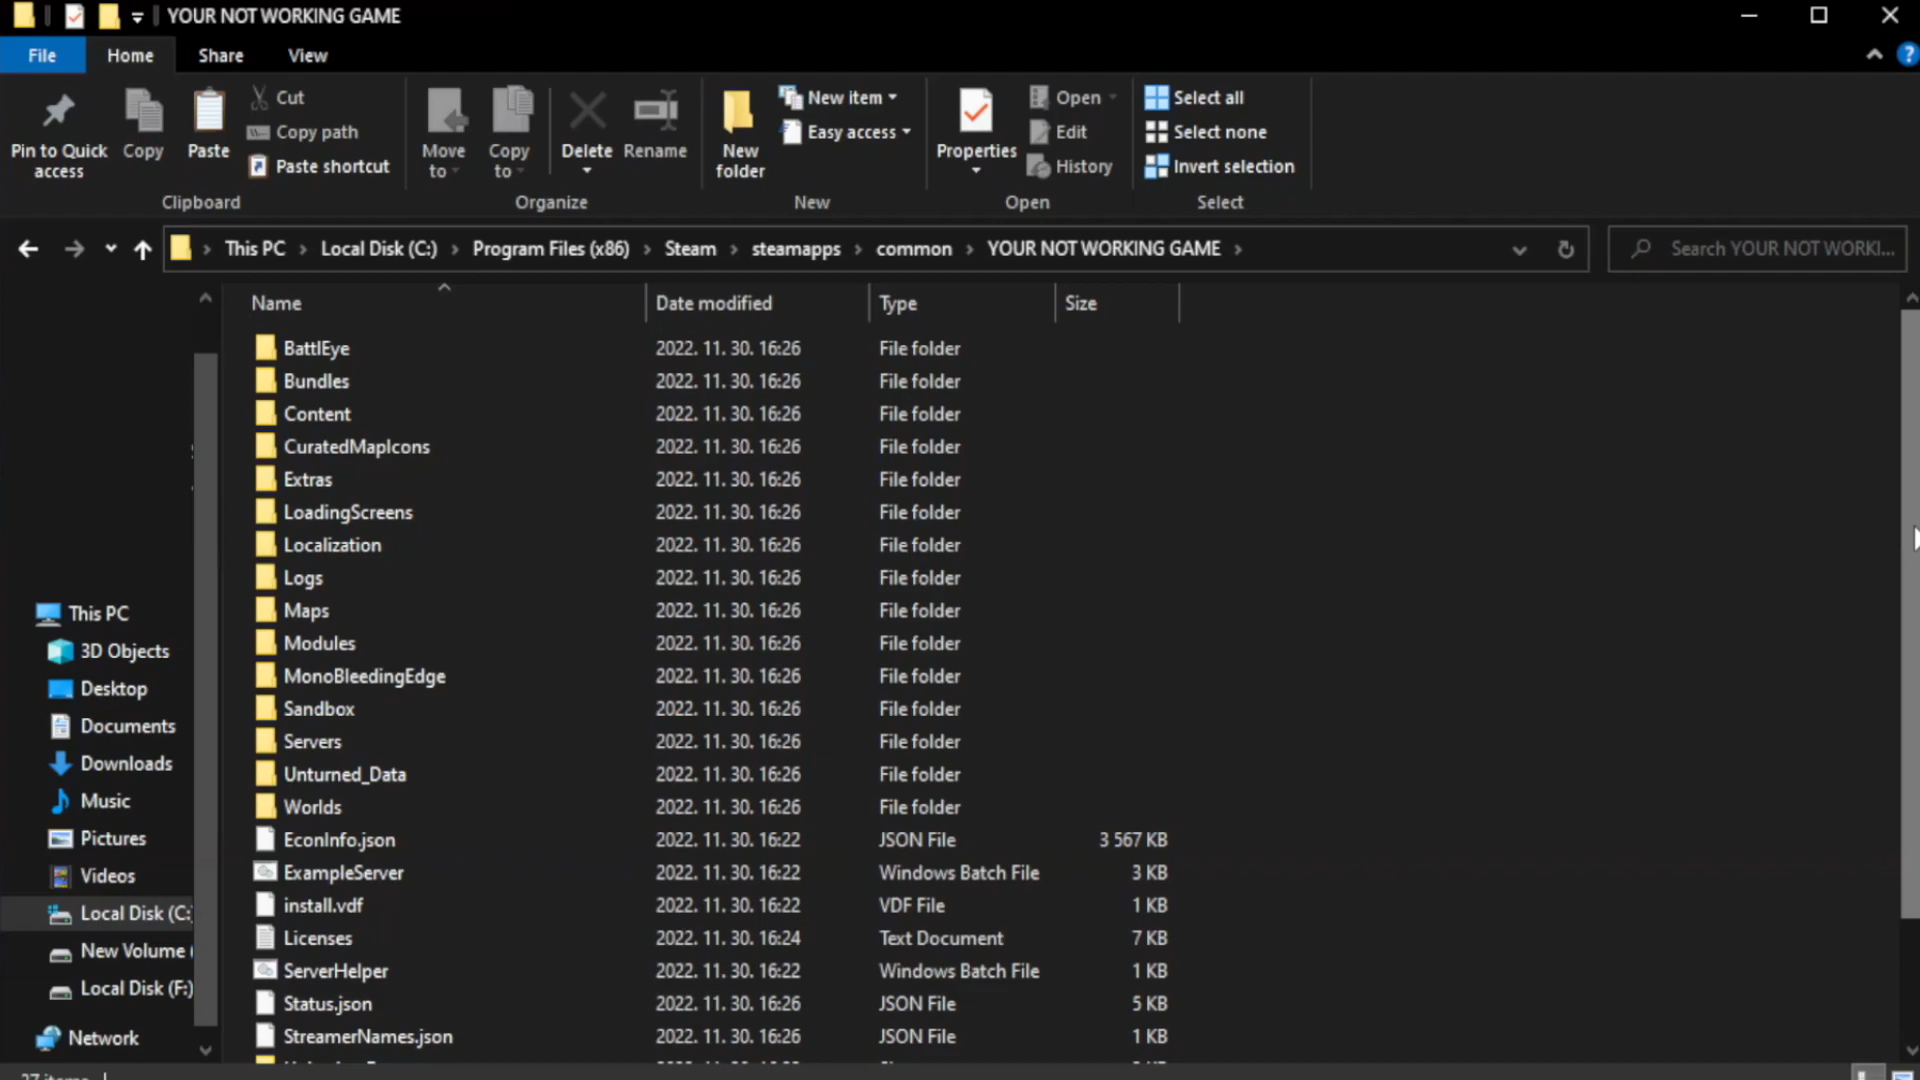 YOUR NOT WORKING GAME
File Home Share View
Pin to Quick access
Copy
Paste
Cut
Copy path
Paste shortcut
Clipboard
Move to
Copy to
Delete
Rename
Organize
New folder
New item
Easy access
New
Properties
Open
Edit
History
Open
Select all
Select none
Invert selection
Select
This PC > Local Disk (C:) > Program Files (x86) > Steam > steamapps > common > YOUR NOT WORKING GAME >
Search YOUR NOT WORKI...
Name Date modified Type Size
BattlEye 2022. 11. 30. 16:26 File folder
Bundles 2022. 11. 30. 16:26 File folder
Content 2022. 11. 30. 16:26 File folder
CuratedMapIcons 2022. 11. 30. 16:26 File folder
Extras 2022. 11. 30. 16:26 File folder
LoadingScreens 2022. 11. 30. 16:26 File folder
Localization 2022. 11. 30. 16:26 File folder
Logs 2022. 11. 30. 16:26 File folder
Maps 2022. 11. 30. 16:26 File folder
Modules 2022. 11. 30. 16:26 File folder
MonoBleedingEdge 2022. 11. 30. 16:26 File folder
Sandbox 2022. 11. 30. 16:26 File folder
Servers 2022. 11. 30. 16:26 File folder
Unturned_Data 2022. 11. 30. 16:26 File folder
Worlds 2022. 11. 30. 16:26 File folder
EconInfo.json 2022. 11. 30. 16:22 JSON File 3 567 KB
ExampleServer 2022. 11. 30. 16:22 Windows Batch File 3 KB
install.vdf 2022. 11. 30. 16:22 VDF File 1 KB
Licenses 2022. 11. 30. 16:24 Text Document 7 KB
ServerHelper 2022. 11. 30. 16:22 Windows Batch File 1 KB
Status.json 2022. 11. 30. 16:26 JSON File 5 KB
StreamerNames.json 2022. 11. 30. 16:26 JSON File 1 KB
This PC
3D Objects
Desktop
Documents
Downloads
Music
Pictures
Videos
Local Disk (C:)
New Volume (
Local Disk (F:)
Network